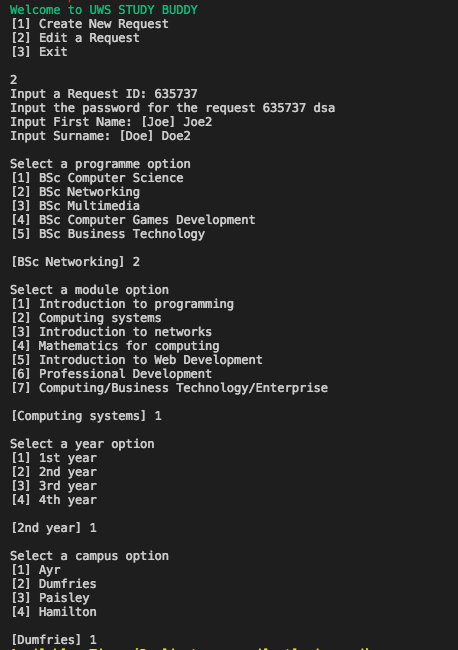 Welcome to UWS STUDY BUDDY
[1] Create New Request
[2] Edit a Request
[3] Exit
2
Input a Request ID: 635737
Input the password for the request 635737 dsa
Input First Name: [Joe] Joe2
Input Surname: [Doe] Doe2
Select a programme option
[1] BSc Computer Science
[2] BSc Networking
[3] BSc Multimedia
[4] BSc Computer Games Development
[5] BSc Business Technology
[BSc Networking] 2
Select a module option
[1] Introduction to programming
[2] Computing systems
[3] Introduction to networks
[4] Mathematics for computing
[5] Introduction to Web Development
[6] Professional Development
[7] Computing/Business Technology/Enterprise
[Computing systems] 1
Select a year option
[1] 1st year
[2] 2nd year
[3] 3rd year
[4] 4th year
[2nd year] 1
Select a campus option
[1] Ayr
[2] Dumfries
[3] Paisley
[4] Hamilton
[Dumfries] 1